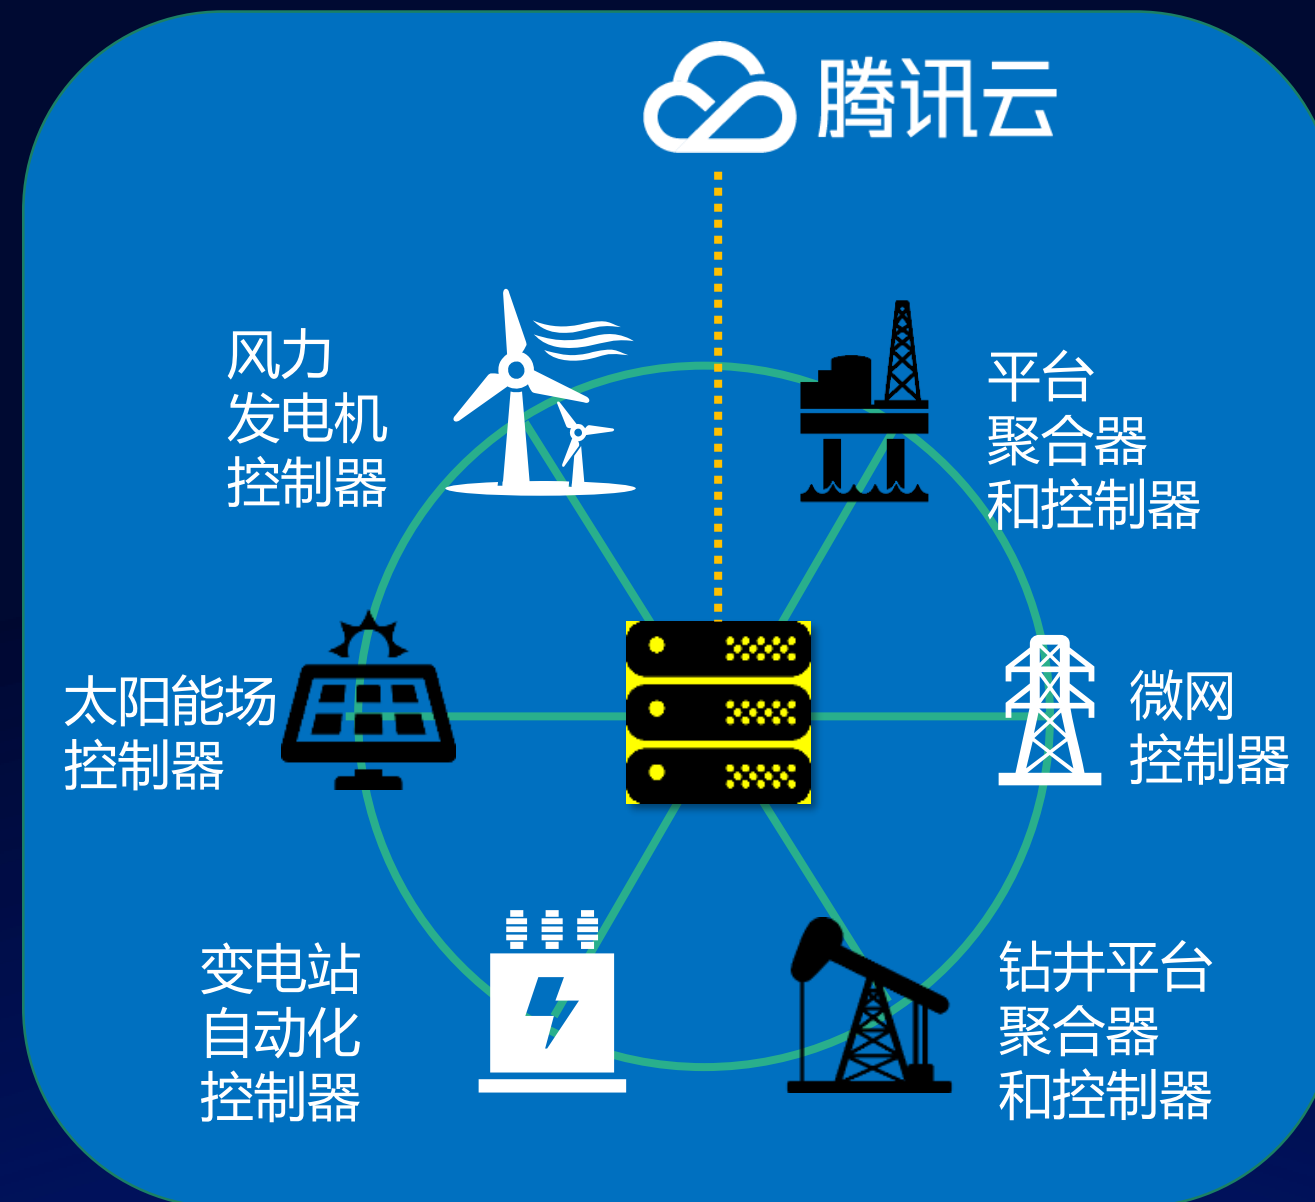 腾讯云
风力
发电机
控制器
平台
聚合器
和控制器
太阳能场
控制器
微网
控制器
变电站
自动化
控制器
钻井平台
聚合器
和控制器